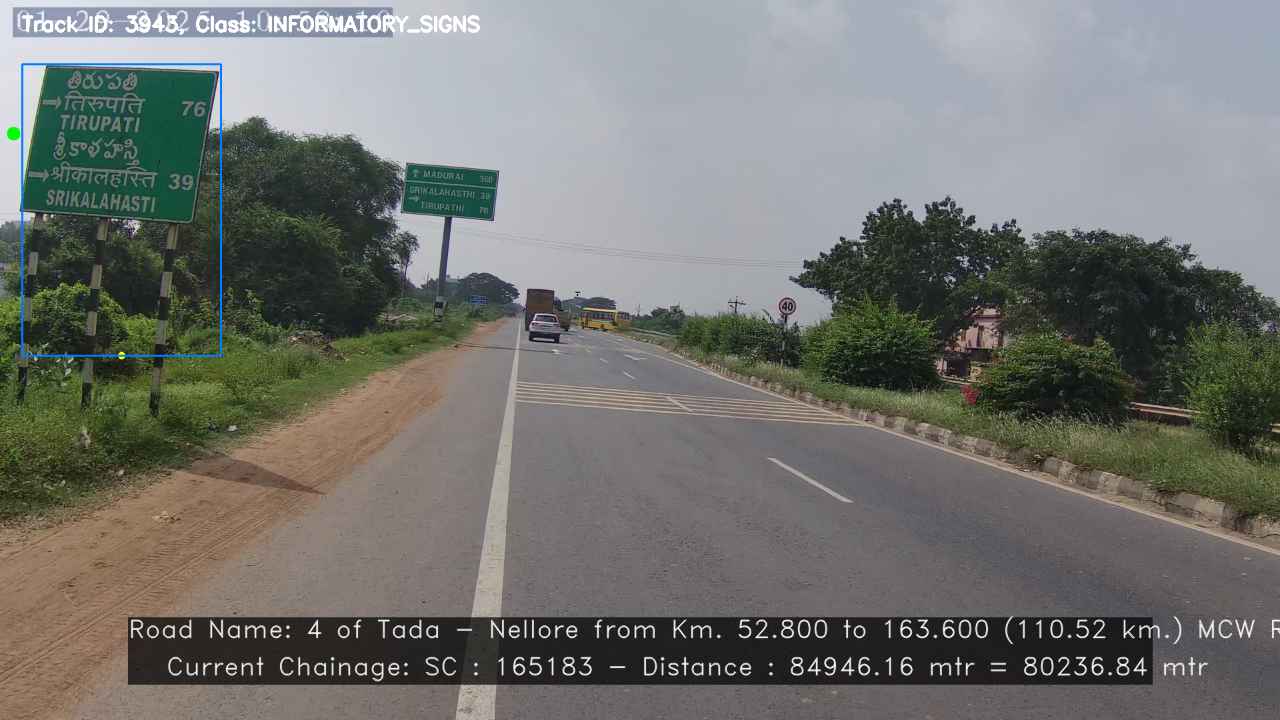 Track ID: 3943, Class: INFORMATORY_SIGNS
తిరుపతి
तिरुपति 76
TIRUPATI
శ్రీకాళహస్తి
श्रीकालहस्ति 39
SRIKALAHASTI
MADURAI
SRIKALAHASTHI 39
TIRUPATHI 76
40
Road Name: 4 of Tada - Nellore from Km. 52.800 to 163.600 (110.52 km.) MCW R
Current Chainage: SC : 165183 - Distance : 84946.16 mtr = 80236.84 mtr